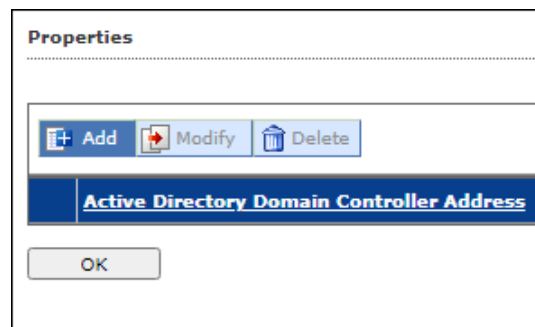 Properties
Add Modify Delete
Active Directory Domain Controller Address
OK